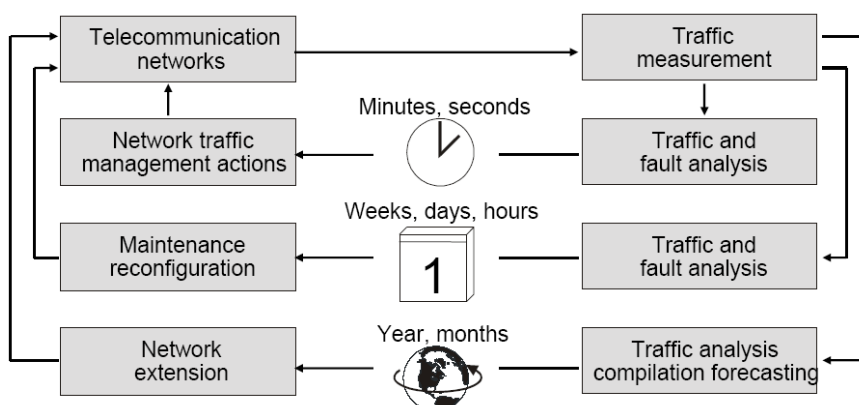 Telecommunication
networks
Traffic
measurement
Minutes, seconds
Network traffic
management actions
Traffic and
fault analysis
Weeks, days, hours
Maintenance
reconfiguration
1
Traffic and
fault analysis
Year, months
Network
extension
Traffic analysis
compilation forecasting